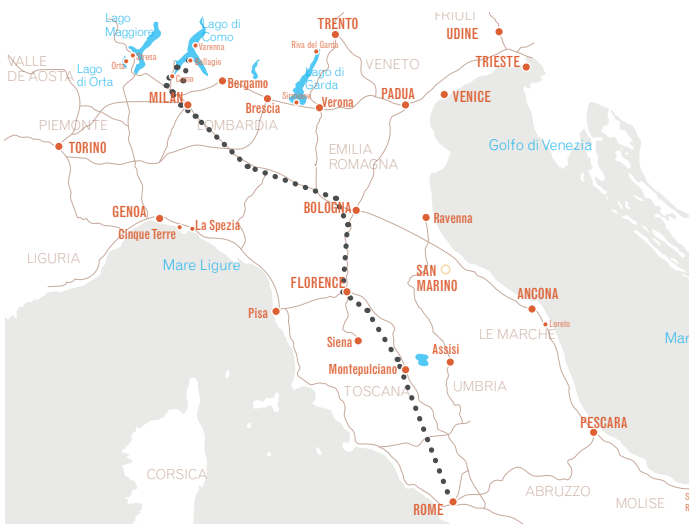 Lago
Maggiore
Lago di
Como
TRENTO
FRIULI
UDINE
Varenna
Riva del Garda
VALLE
DE AOSTA
Stresa
Orta
Bellagio
VENETO
TRIESTE
Lago
di Orta
Como
Bergamo
Lago di
Garda
MILAN
Brescia
Verona
PADUA
VENICE
PIEMONTE
LOMBARDIA
TORINO
EMILIA
ROMAGNA
Golfo di Venezia
GENOA
BOLOGNA
Cinque Terre
La Spezia
Ravenna
LIGURIA
Mare Ligure
SAN
MARINO
FLORENCE
ANCONA
Pisa
Loreto
LE MARCHE
Siena
Assisi
Mar
Montepulciano
TOSCANA
UMBRIA
PESCARA
CORSICA
ABRUZZO
MOLISE
ROME
S
R